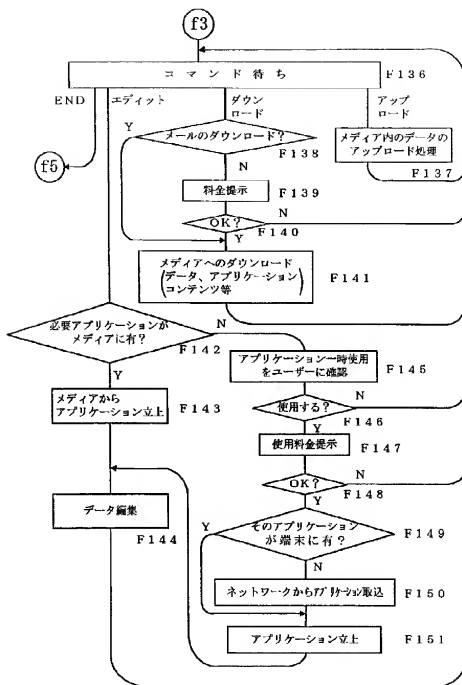 f3
コマンド待ち
F136
END
エディット
ダウン
ロード
アップ
ロード
Y
メールのダウンロード?
F138
メディア内のデータの
アップロード処理
F137
f5
N
料金提示
F139
OK?
N
F140
Y
メディアへのダウンロード
(データ、アプリケーション
コンテンツ等)
F141
必要アプリケーションが
メディアに有?
N
F142
アプリケーション一時使用
をユーザーに確認
F145
Y
メディアから
アプリケーション立上
F143
使用する?
N
F146
Y
使用料金提示
F147
OK?
N
F148
Y
データ編集
F144
Y
そのアプリケーション
が端末に有?
F149
N
ネットワークからアプリケーション取込
F150
アプリケーション立上
F151